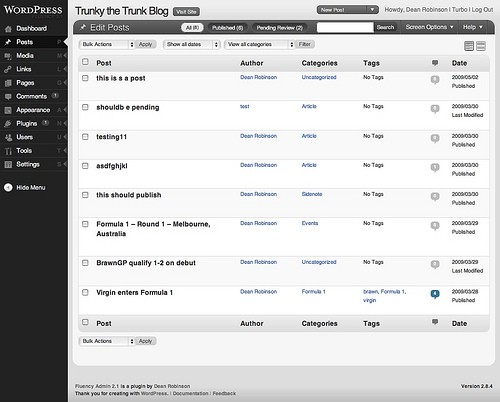 WORDPRESS
Trunky the Trunk Blog Visit Site
New Post
Howdy, Dean Robinson | Turbo | Log Out
Dashboard
Posts P
Media M
Links L
Pages
Comments 1
Appearance
Plugins 1
Users U
Tools
Settings S
Hide Menu
Edit Posts
All (8) Published (6) Pending Review (2)
Search
Screen Options Help
Bulk Actions Apply Show all dates View all categories Filter
Post Author Categories Tags Date
this is s a post Dean Robinson Uncategorized No Tags 2009/05/02
Published
shouldb e pending test Article No Tags 2009/03/30
Last Modified
testing11 Dean Robinson Article No Tags 2009/03/30
Published
asdfghjkl Dean Robinson Article No Tags 2009/03/30
Published
this should publish Dean Robinson Sidenote No Tags 2009/03/30
Published
Formula 1 – Round 1 – Melbourne, Dean Robinson Events No Tags 2009/03/29
Australia Published
BrawnGP qualify 1-2 on debut Dean Robinson Uncategorized No Tags 2009/03/29
Last Modified
Virgin enters Formula 1 Dean Robinson Formula 1 brawn, Formula 1, 2009/03/28
virgin Published
Post Author Categories Tags Date
Bulk Actions Apply
Fluency Admin 2.1 is a plugin by Dean Robinson
Thank you for creating with WordPress. | Documentation | Feedback
Version 2.8.4